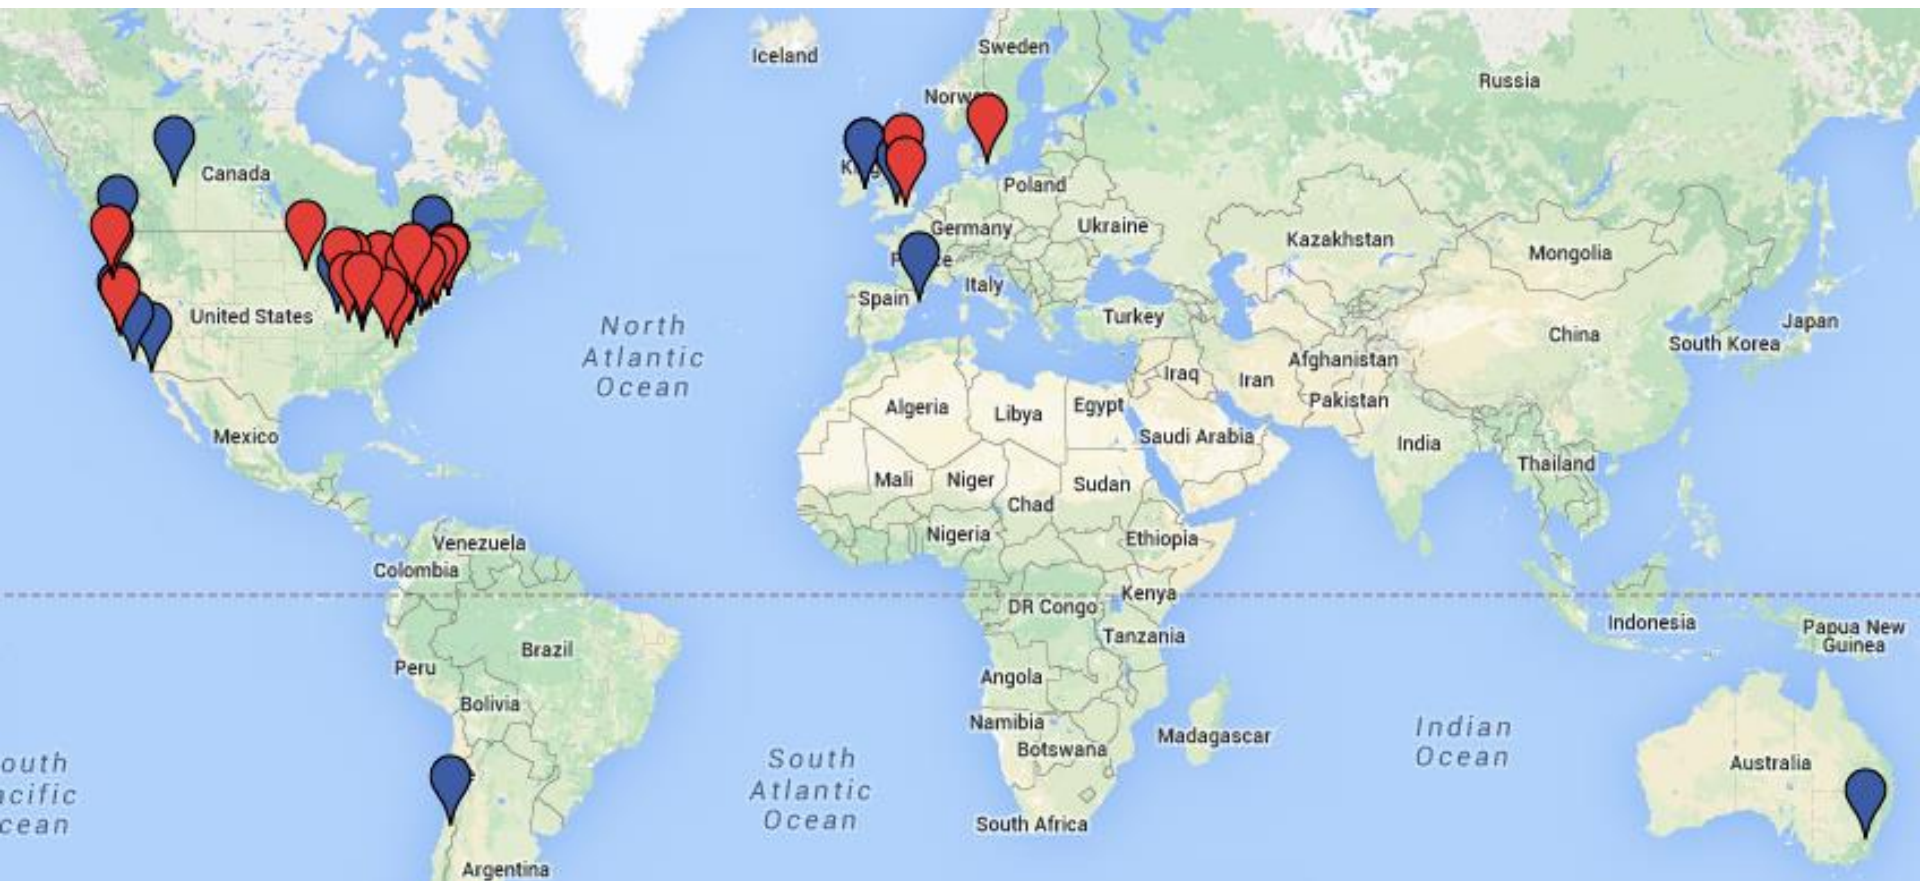 Iceland
Sweden
Russia
Canada
Poland
Germany
Ukraine
Kazakhstan
Mongolia
Italy
Spain
United States
North
Atlantic
Ocean
Turkey
Japan
China
South Korea
Afghanistan
Iraq
Iran
Pakistan
Algeria
Libya
Egypt
Saudi Arabia
Mexico
India
Thailand
Mali
Niger
Sudan
Chad
Nigeria
Ethiopia
Venezuela
Colombia
Kenya
DR Congo
Indonesia
Papua New
Guinea
Tanzania
Brazil
Peru
Angola
Bolivia
Namibia
Botswana
Madagascar
Indian
Ocean
outh
acific
cean
South
Atlantic
Ocean
Australia
South Africa
Argentina